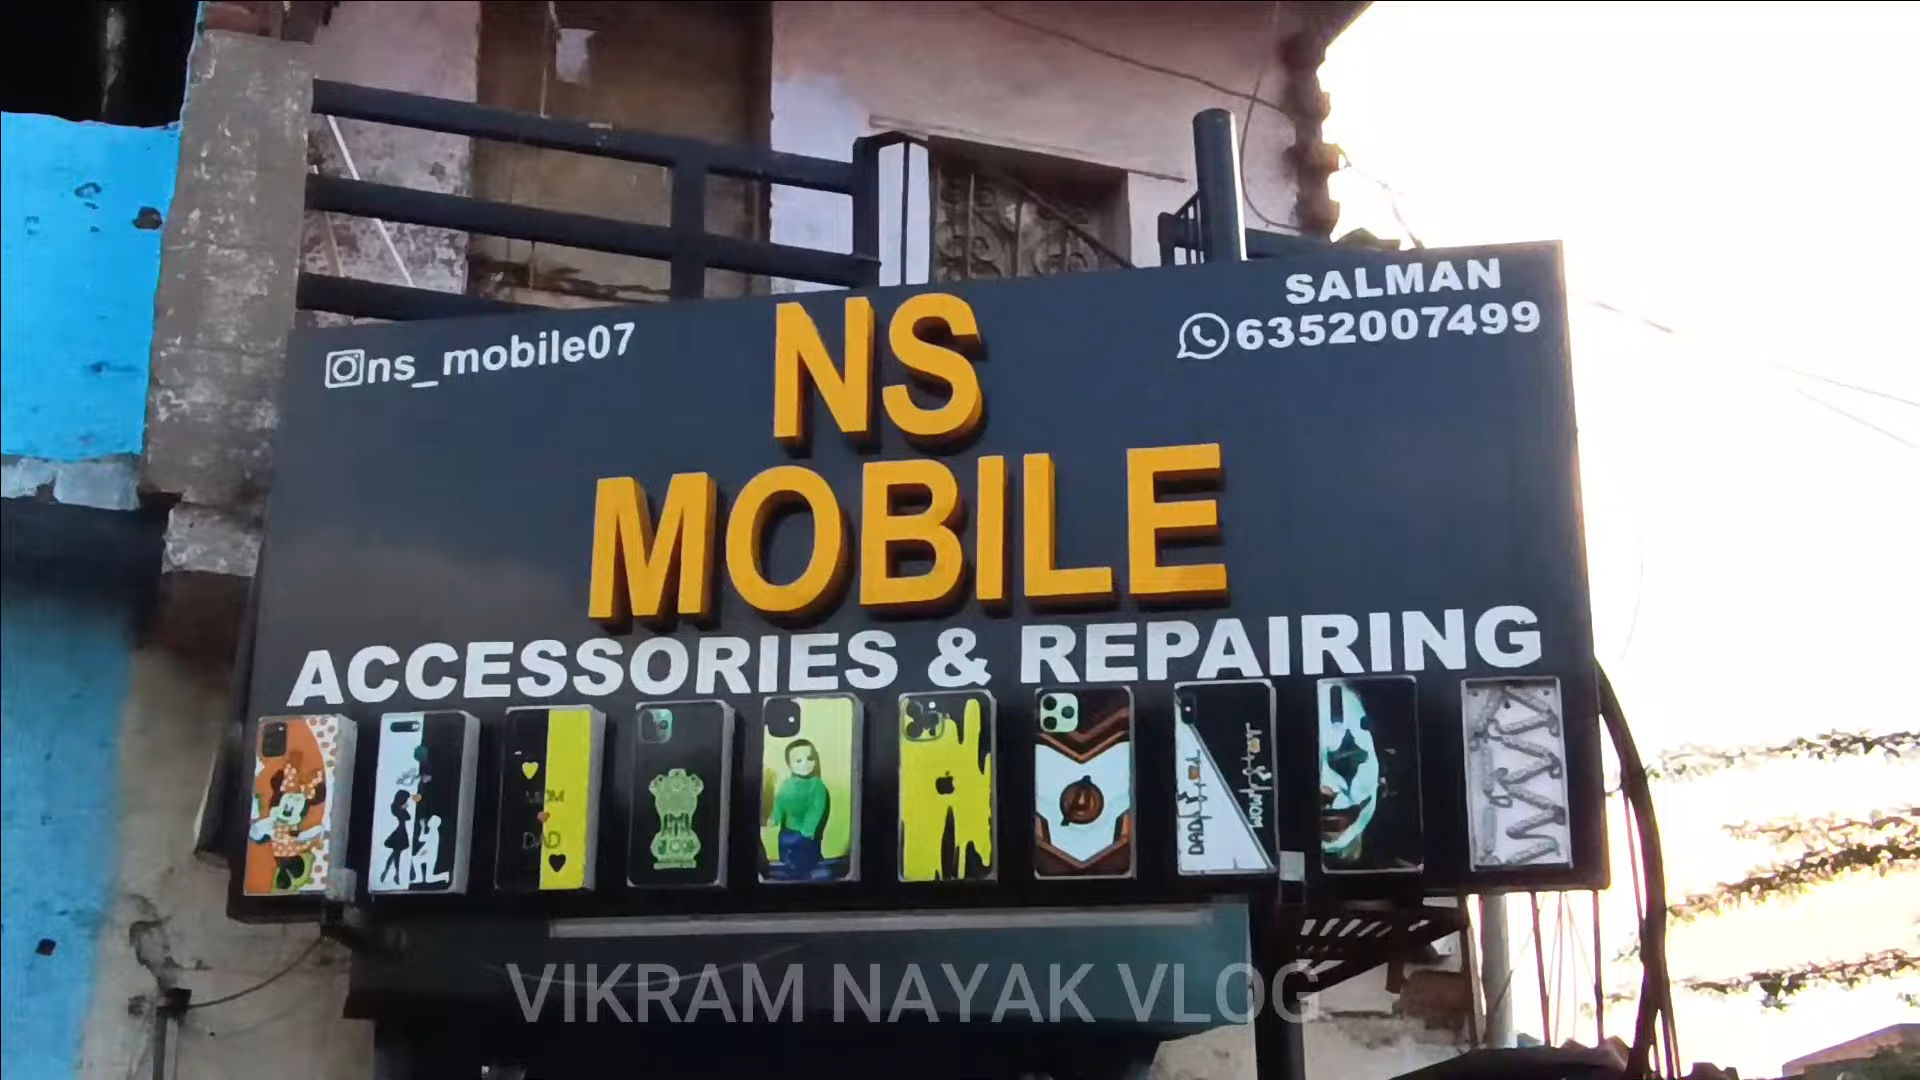 ns_mobile07
SALMAN
6352007499
NS
MOBILE
ACCESSORIES & REPAIRING
MOM
DAD
VIKRAM NAYAK VLOG